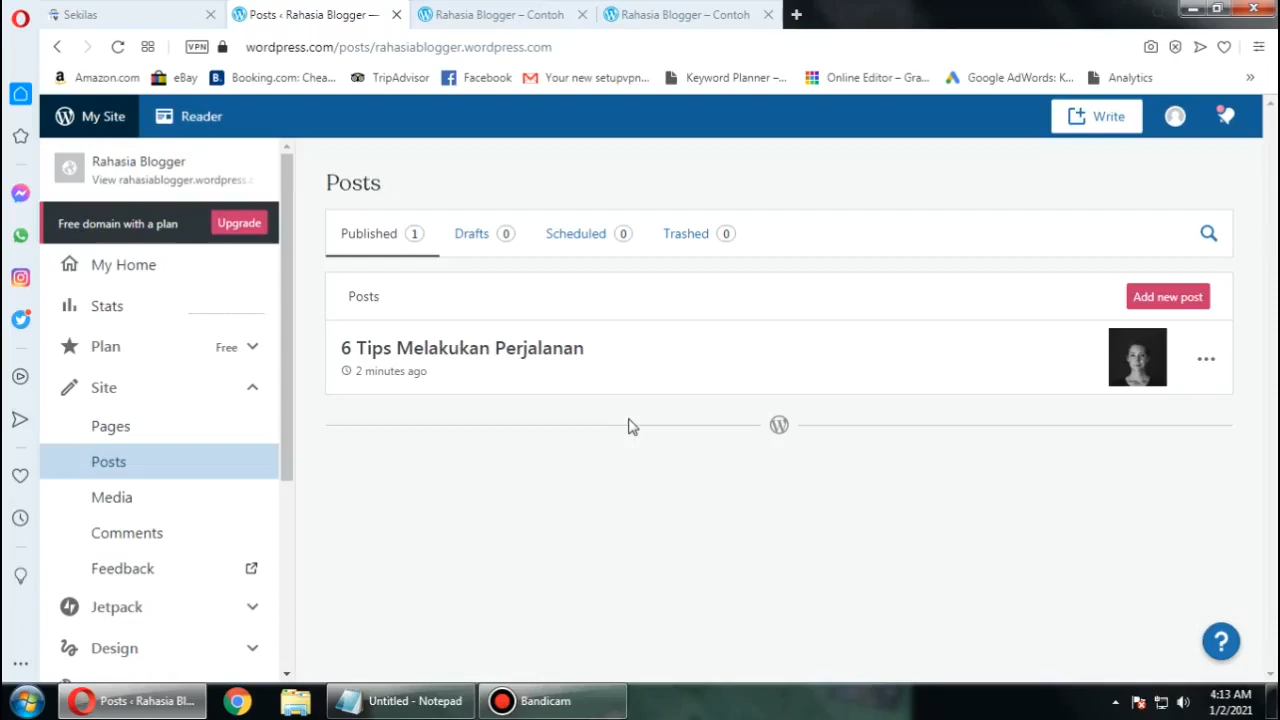 Sekilas
Posts ‹ Rahasia Blogger —
Rahasia Blogger – Contoh
Rahasia Blogger – Contoh
VPN
wordpress.com/posts/rahasiablogger.wordpress.com
Amazon.com
eBay
Booking.com: Chea...
TripAdvisor
Facebook
Your new setupvpn...
Keyword Planner –...
Online Editor – Gra...
Google AdWords: K...
Analytics
My Site
Reader
Write
Rahasia Blogger
View rahasiablogger.wordpress.c
Free domain with a plan
Upgrade
My Home
Stats
Plan
Free
Site
Pages
Posts
Media
Comments
Feedback
Jetpack
Design
Posts
Published 1
Drafts 0
Scheduled 0
Trashed 0
Posts
Add new post
6 Tips Melakukan Perjalanan
2 minutes ago
?
Posts ‹ Rahasia Bl...
Untitled - Notepad
Bandicam
4:13 AM
1/2/2021